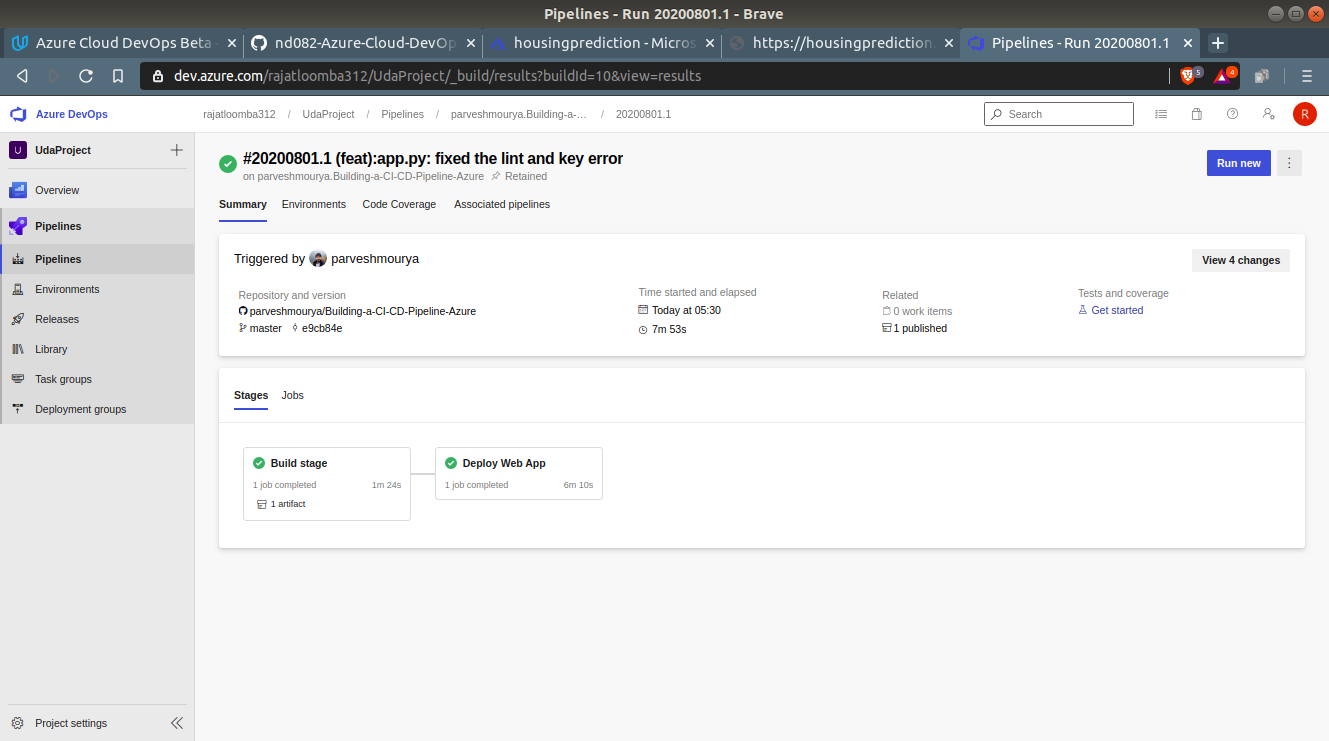 Pipelines - Run 20200801.1 - Brave
Azure Cloud DevOps Beta -
nd082-Azure-Cloud-DevOp
housingprediction - Micros
https://housingprediction.
Pipelines - Run 20200801.1
dev.azure.com/rajatloomba312/UdaProject/_build/results?buildId=10&view=results
5
4
Azure DevOps
rajatloomba312 / UdaProject / Pipelines / parveshmourya.Building-a-... / 20200801.1
Search
R
U UdaProject
Overview
Pipelines
Pipelines
Environments
Releases
Library
Task groups
Deployment groups
Project settings
#20200801.1 (feat):app.py: fixed the lint and key error
on parveshmourya.Building-a-CI-CD-Pipeline-Azure Retained
Run new
Summary Environments Code Coverage Associated pipelines
Triggered by parveshmourya
View 4 changes
Repository and version
parveshmourya/Building-a-CI-CD-Pipeline-Azure
master e9cb84e
Time started and elapsed
Today at 05:30
7m 53s
Related
0 work items
1 published
Tests and coverage
Get started
Stages Jobs
Build stage
1 job completed 1m 24s
1 artifact
Deploy Web App
1 job completed 6m 10s